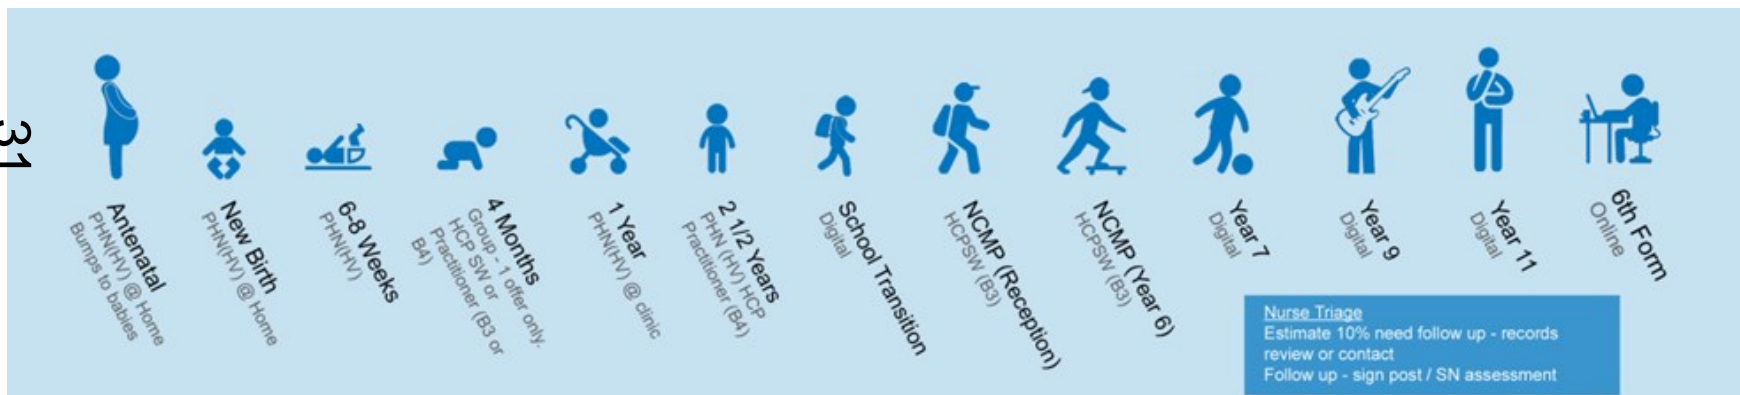 31
Antenatal
PHN(HV) @ Home
Bumps to babies
New Birth
PHN(HV) @ Home
6-8 Weeks
PHN(HV)
4 Months
Group - 1 offer only.
HCP SW or
Practitioner (B3 or
B4)
1 Year
PHN(HV) @ clinic
2 1/2 Years
PHN (HV) HCP
Practitioner (B4)
School Transition
Digital
NCMP (Reception)
HCPSW (B3)
NCMP (Year 6)
HCPSW (B3)
Year 7
Digital
Year 9
Digital
Year 11
Digital
6th Form
Online
Nurse Triage
Estimate 10% need follow up - records
review or contact
Follow up - sign post / SN assessment